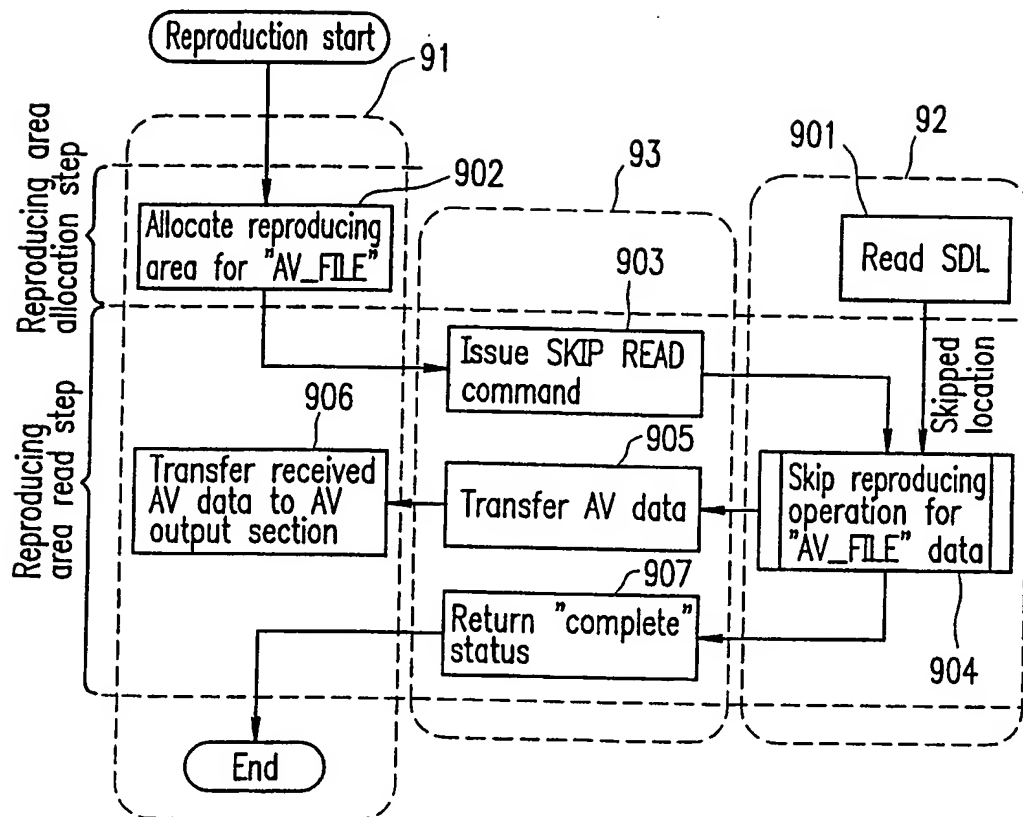 Reproduction start
91
Reproducing area
allocation step
902
Allocate reproducing
area for "AV_FILE"
93
92
901
Read SDL
903
Issue SKIP READ
command
Skipped
location
Reproducing
area read step
906
Transfer received
AV data to AV
output section
905
Transfer AV data
Skip reproducing
operation for
"AV_FILE" data
904
907
Return "complete"
status
End